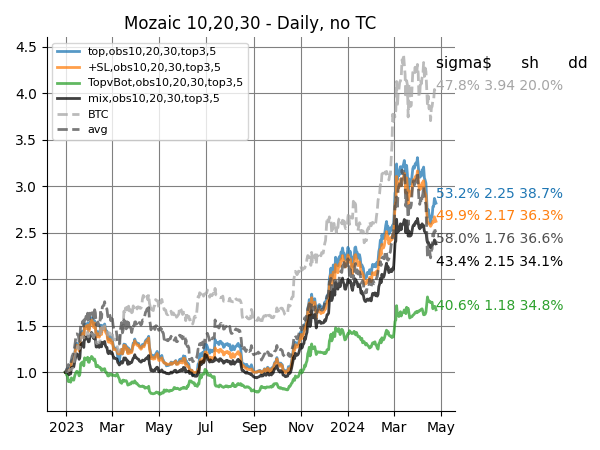 Mozaic 10,20,30 - Daily, no TC
top,obs10,20,30,top3,5
+SL,obs10,20,30,top3,5
TopvBot,obs10,20,30,top3,5
mix,obs10,20,30,top3,5
BTC
avg
sigma$ sh dd
47.8% 3.94 20.0%
53.2% 2.25 38.7%
49.9% 2.17 36.3%
58.0% 1.76 36.6%
43.4% 2.15 34.1%
40.6% 1.18 34.8%
4.5
4.0
3.5
3.0
2.5
2.0
1.5
1.0
2023 Mar May Jul Sep Nov 2024 Mar May